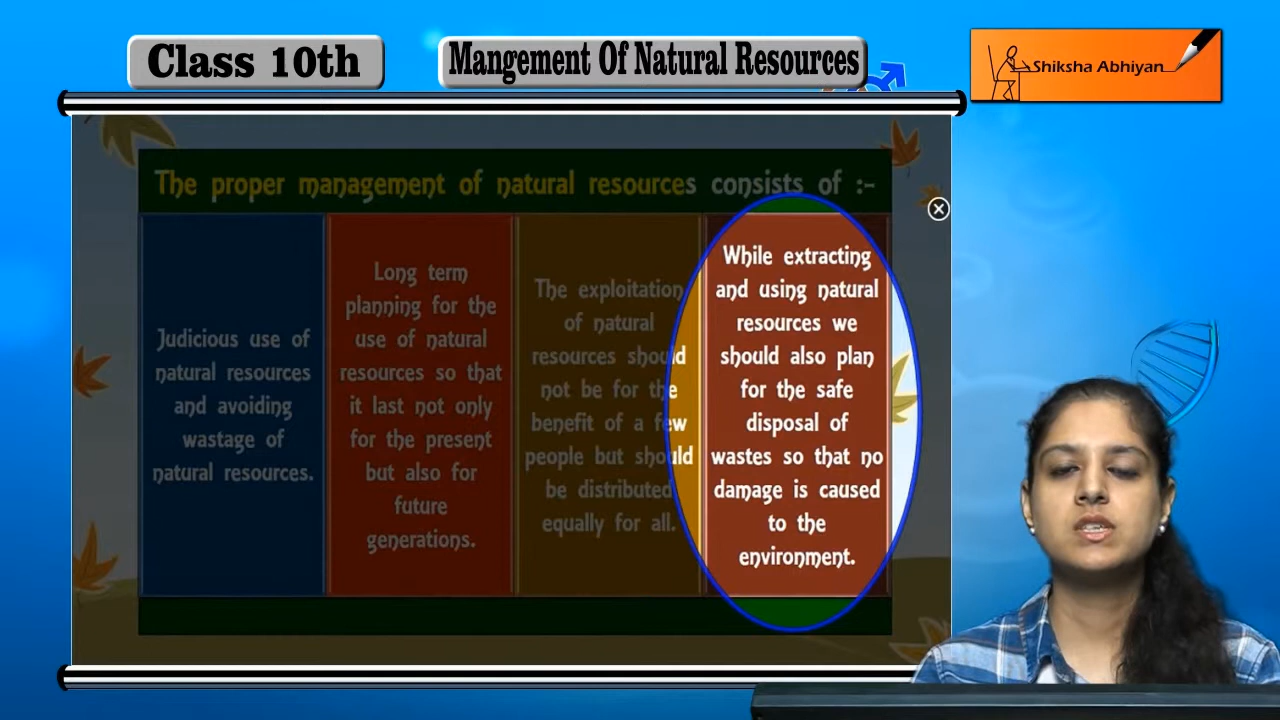 Class 10th
Mangement Of Natural Resources
Shiksha Abhiyan
The proper management of natural resources consists of :-
Judicious use of
natural resources
and avoiding
wastage of
natural resources.
Long term
planning for the
use of natural
resources so that
it last not only
for the present
but also for
future
generations.
The exploitation
of natural
resources should
not be for the
benefit of a few
people but should
be distributed
equally for all.
While extracting
and using natural
resources we
should also plan
for the safe
disposal of
wastes so that no
damage is caused
to the
environment.